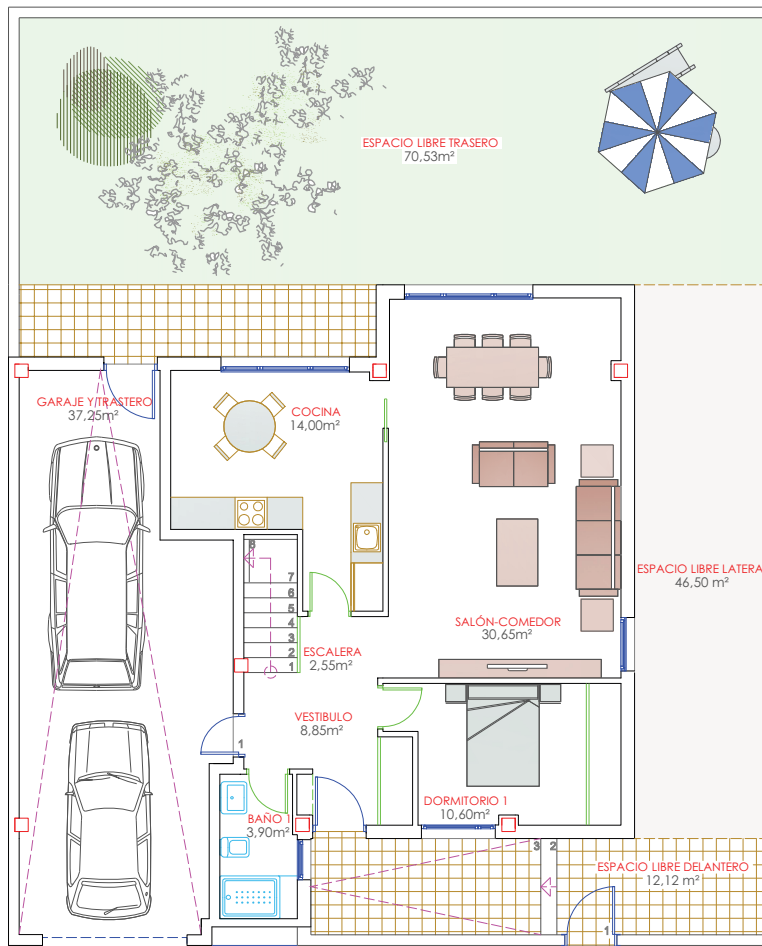 ESPACIO LIBRE TRASERO
70,53m²
GARAJE Y TRASTERO
37,25m²
COCINA
14,00m²
8
7
6
5
4
3
2
1
ESPACIO LIBRE LATERA
46,50 m²
SALÓN-COMEDOR
30,65m²
ESCALERA
2,55m²
VESTIBULO
8,85m²
1
DORMITORIO 1
10,60m²
BAÑO 1
3,90m²
3 2
ESPACIO LIBRE DELANTERO
12,12 m²
1